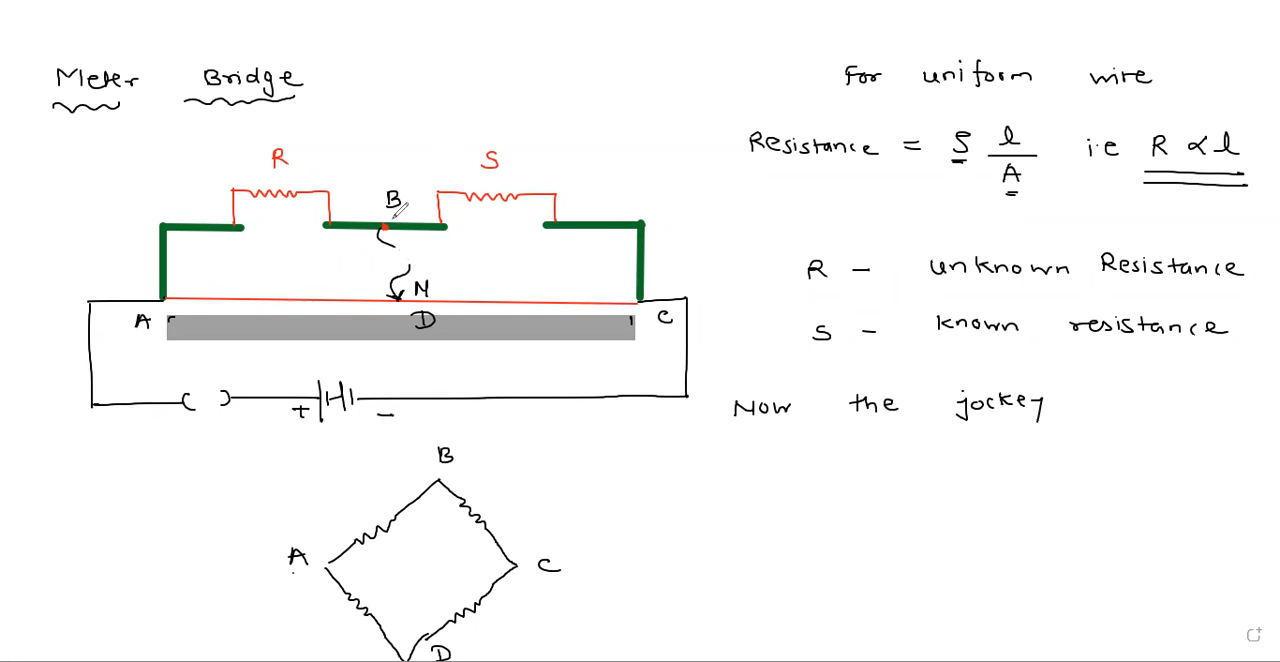 Meter Bridge
For uniform wire
Resistance = ρ l/A i.e R ∝ l
R S
B
N
A D C
+ -
R - unknown Resistance
S - known resistance
Now the jockey
B
A C
D